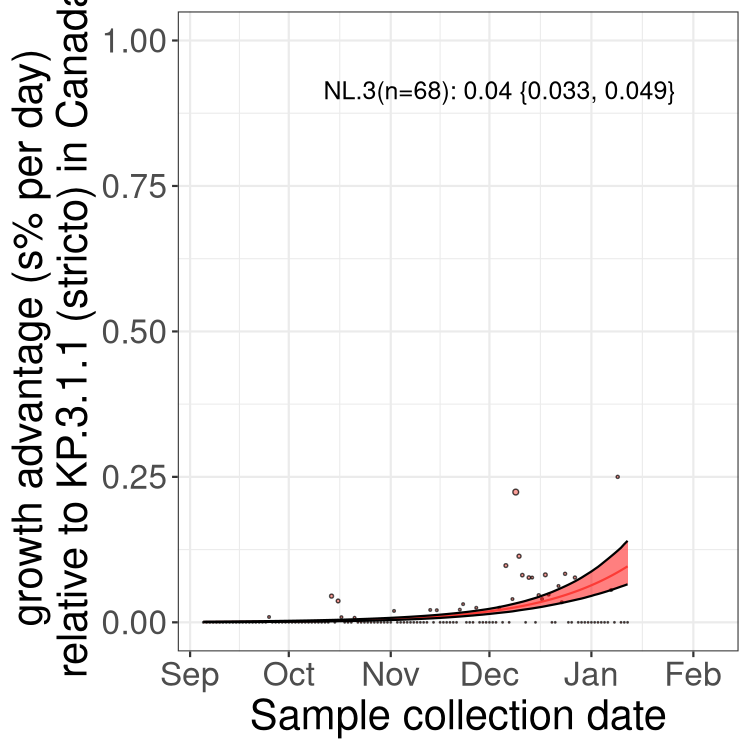 growth advantage (s% per day)
relative to KP.3.1.1 (stricto) in Canada
1.00
0.75
0.50
0.25
0.00
NL.3(n=68): 0.04 {0.033, 0.049}
Sep Oct Nov Dec Jan Feb
Sample collection date